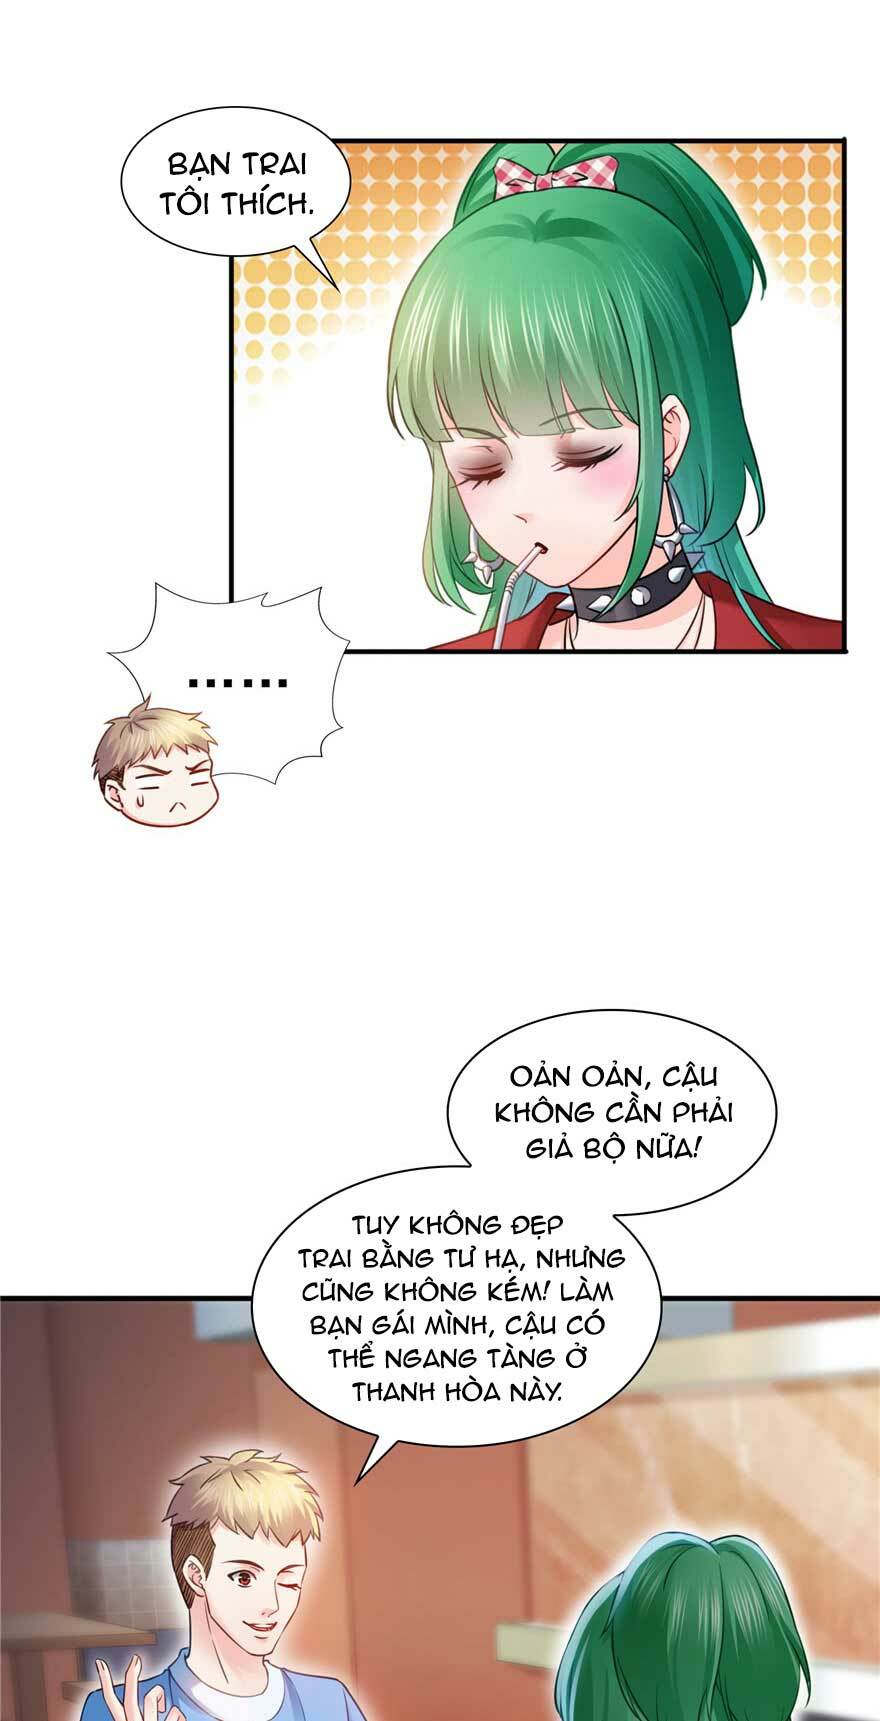 BẠN TRAI
TÔI THÍCH.
......
OẢN OẢN, CẬU
KHÔNG CẦN PHẢI
GIẢ BỘ NỮA!
TUY KHÔNG ĐẸP
TRAI BẰNG TƯ HẠ, NHƯNG
CŨNG KHÔNG KÉM! LÀM
BẠN GÁI MÌNH, CẬU CÓ
THỂ NGANG TÀNG Ở
THANH HÒA NÀY.